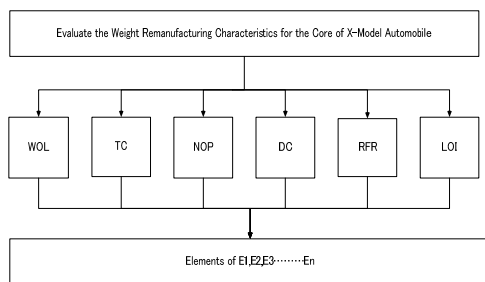 Evaluate the Weight Remanufacturing Characteristics for the Core of X-Model Automobile
WOL
TC
NOP
DC
RFR
LOI
Elements of E1,E2,E3·········En